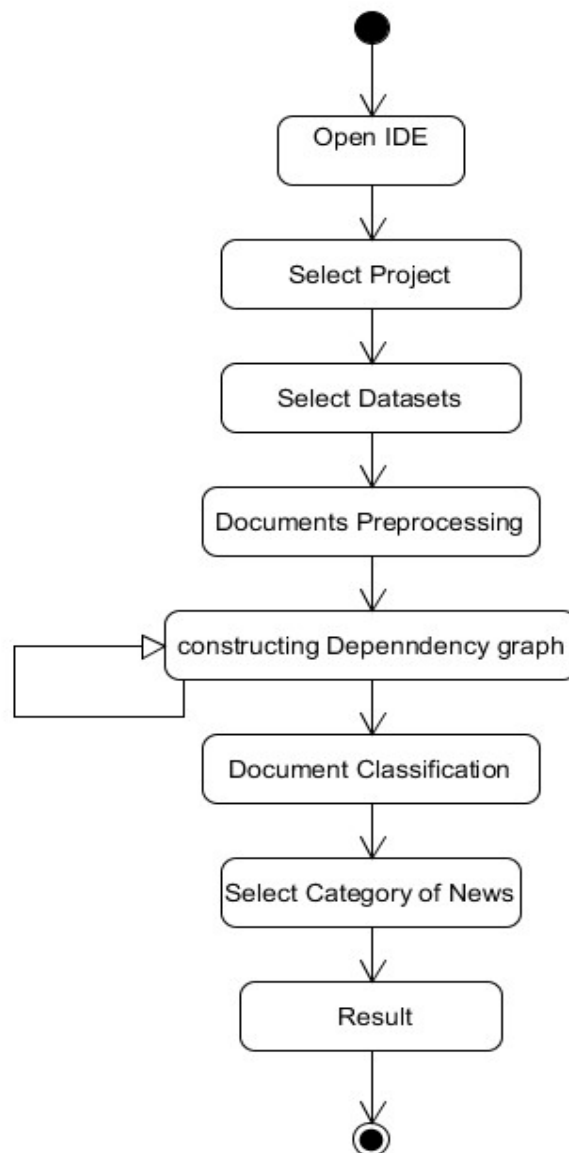 Open IDE
Select Project
Select Datasets
Documents Preprocessing
constructing Depenndency graph
Document Classification
Select Category of News
Result